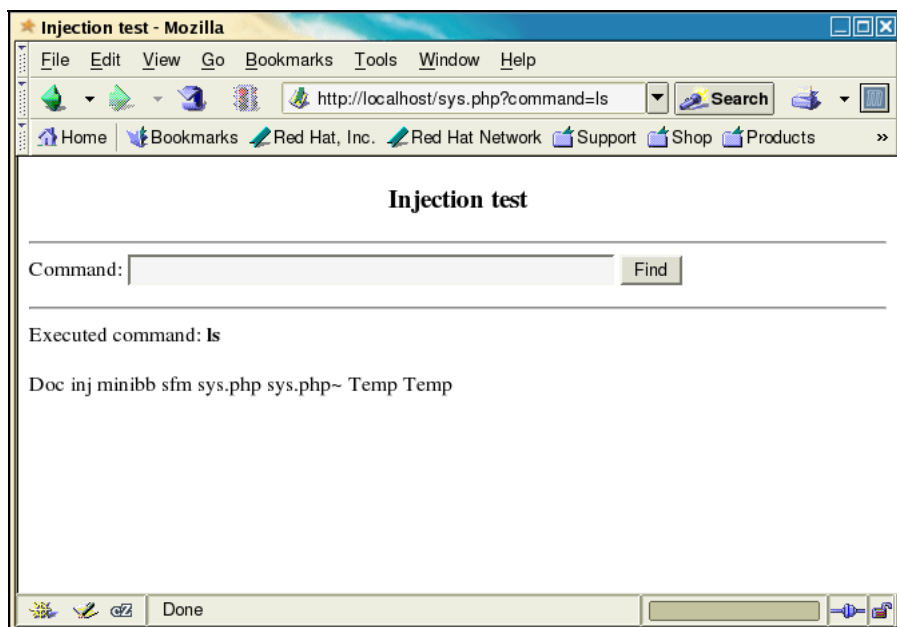 Injection test - Mozilla
File Edit View Go Bookmarks Tools Window Help
http://localhost/sys.php?command=ls Search
Home Bookmarks Red Hat, Inc. Red Hat Network Support Shop Products »
Injection test
Command: Find
Executed command: ls
Doc inj minibb sfm sys.php sys.php~ Temp Temp
Done